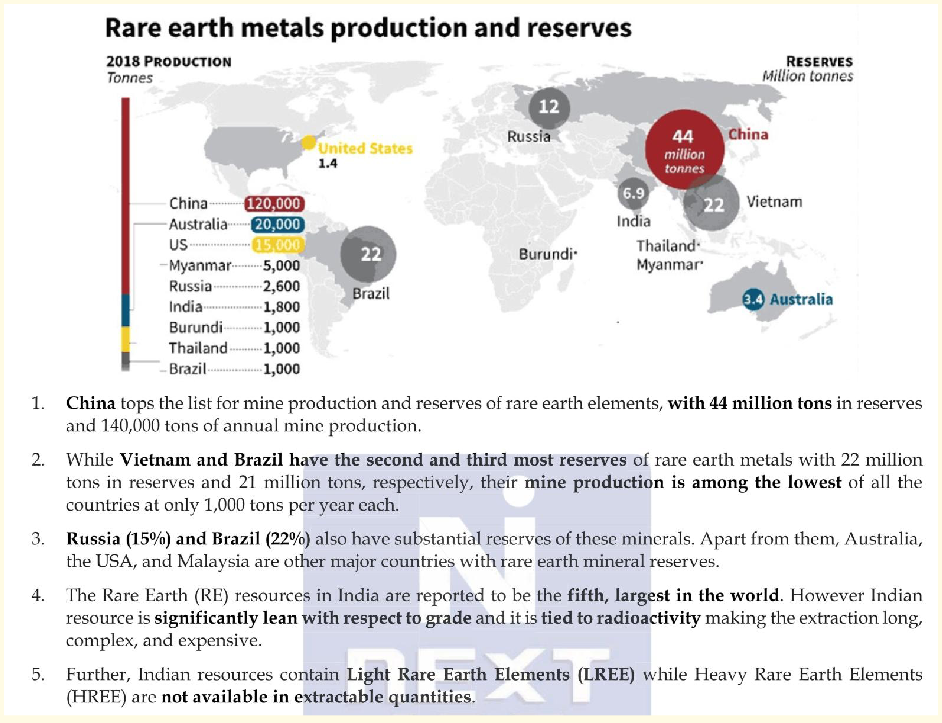 Rare earth metals production and reserves
2018 PRODUCTION
Tonnes
RESERVES
Million tonnes
12
Russia
44
million
tonnes
China
United States
1.4
6.9
India
22
Vietnam
China 120,000
Australia 20,000
US 15,000
Myanmar 5,000
Russia 2,600
India 1,800
Burundi 1,000
Thailand 1,000
Brazil 1,000
22
Brazil
Burundi
Thailand
Myanmar
3.4 Australia
1. China tops the list for mine production and reserves of rare earth elements, with 44 million tons in reserves
and 140,000 tons of annual mine production.
2. While Vietnam and Brazil have the second and third most reserves of rare earth metals with 22 million
tons in reserves and 21 million tons, respectively, their mine production is among the lowest of all the
countries at only 1,000 tons per year each.
3. Russia (15%) and Brazil (22%) also have substantial reserves of these minerals. Apart from them, Australia,
the USA, and Malaysia are other major countries with rare earth mineral reserves.
4. The Rare Earth (RE) resources in India are reported to be the fifth, largest in the world. However Indian
resource is significantly lean with respect to grade and it is tied to radioactivity making the extraction long,
complex, and expensive.
5. Further, Indian resources contain Light Rare Earth Elements (LREE) while Heavy Rare Earth Elements
(HREE) are not available in extractable quantities.
NEXT